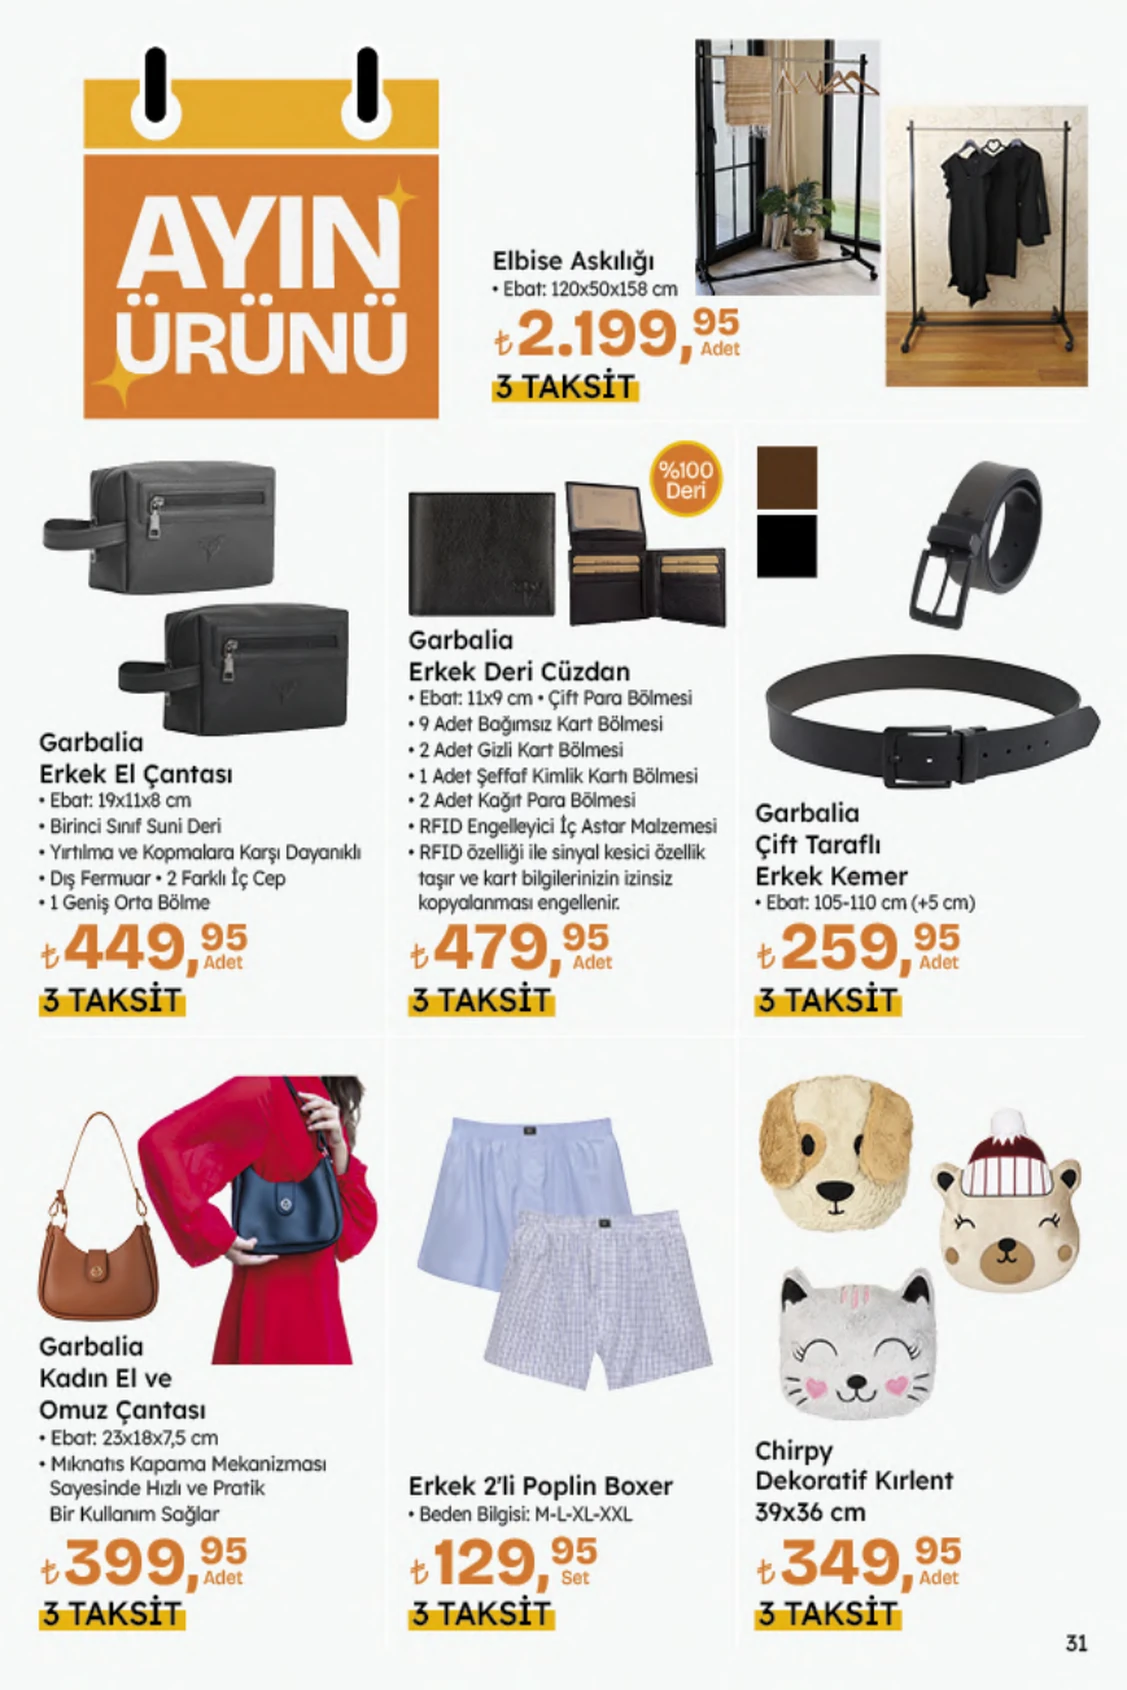 AYIN
ÜRÜNÜ
Elbise Askılığı
• Ebat: 120x50x158 cm
₺2.199,95
Adet
3 TAKSİT
Garbalia
Erkek El Çantası
• Ebat: 19x11x8 cm
• Birinci Sınıf Suni Deri
• Yırtılma ve Kopmalara Karşı Dayanıklı
• Dış Fermuar • 2 Farklı İç Cep
• 1 Geniş Orta Bölme
₺449,95
Adet
3 TAKSİT
%100
Deri
Garbalia
Erkek Deri Cüzdan
• Ebat: 11x9 cm • Çift Para Bölmesi
• 9 Adet Bağımsız Kart Bölmesi
• 2 Adet Gizli Kart Bölmesi
• 1 Adet Şeffaf Kimlik Kartı Bölmesi
• 2 Adet Kağıt Para Bölmesi
• RFID Engelleyici İç Astar Malzemesi
• RFID özelliği ile sinyal kesici özellik
taşır ve kart bilgilerinizin izinsiz
kopyalanması engellenir.
₺479,95
Adet
3 TAKSİT
Garbalia
Çift Taraflı
Erkek Kemer
• Ebat: 105-110 cm (+5 cm)
₺259,95
Adet
3 TAKSİT
Garbalia
Kadın El ve
Omuz Çantası
• Ebat: 23x18x7,5 cm
• Mıknatıs Kapama Mekanizması
Sayesinde Hızlı ve Pratik
Bir Kullanım Sağlar
₺399,95
Adet
3 TAKSİT
Erkek 2'li Poplin Boxer
• Beden Bilgisi: M-L-XL-XXL
₺129,95
Set
3 TAKSİT
Chirpy
Dekoratif Kırlent
39x36 cm
₺349,95
Adet
3 TAKSİT
31